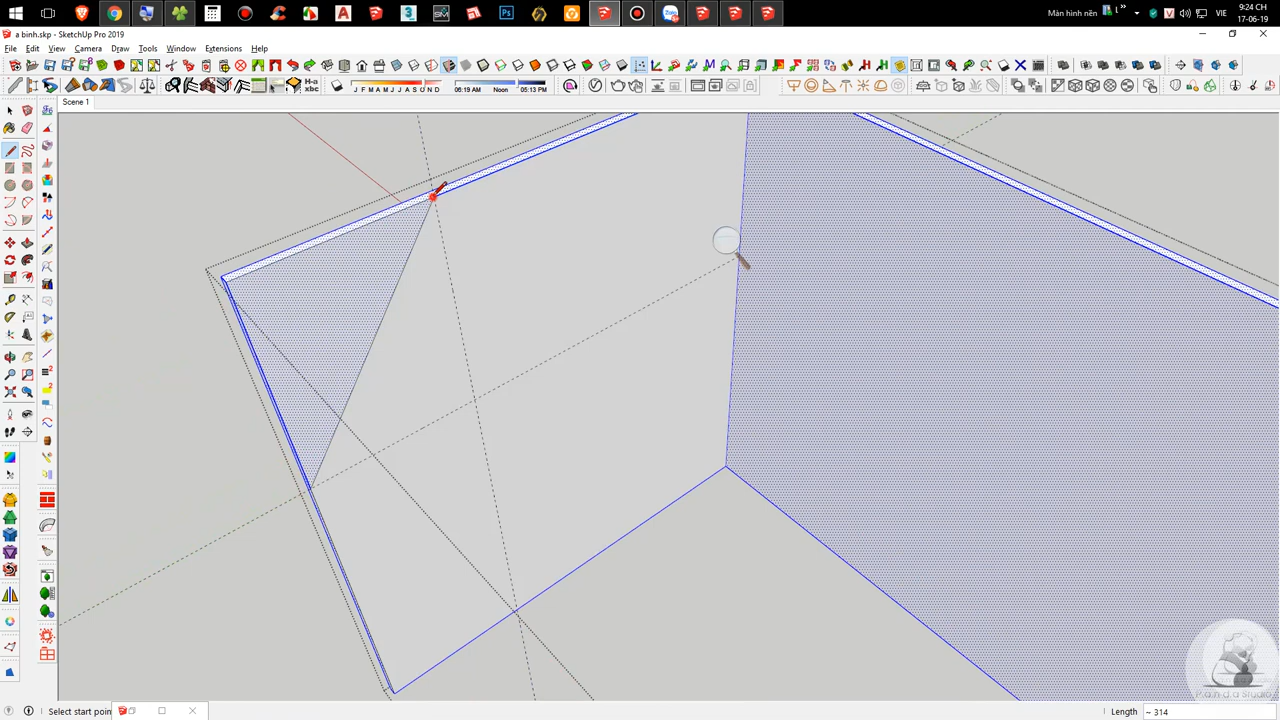 Màn hình nền
VIE
9:24 CH
17-06-19
a binh.skp - SketchUp Pro 2019
File Edit View Camera Draw Tools Window Extensions Help
J F M A M J J A S O N D
06:19 AM Noon 05:13 PM
Scene 1
Select start poin
Length ~ 314
P.a.n.d.a Studio